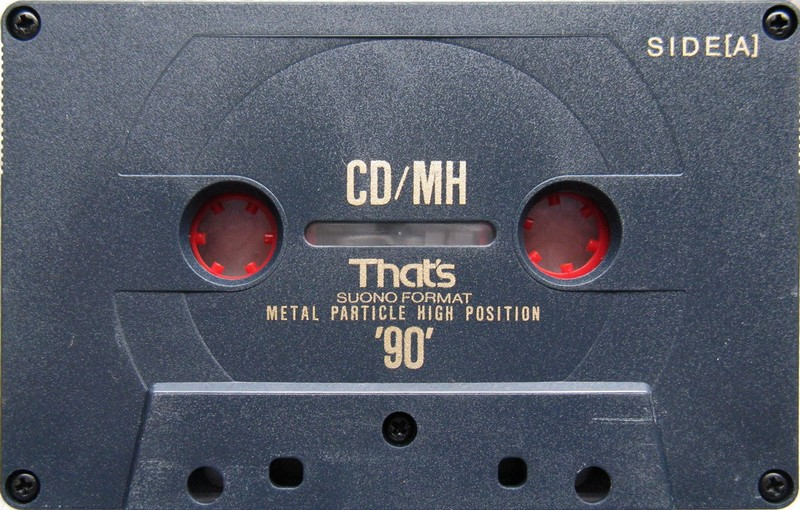 SIDE[A]
CD/MH
That's
SUONO FORMAT
METAL PARTICLE HIGH POSITION
'90'